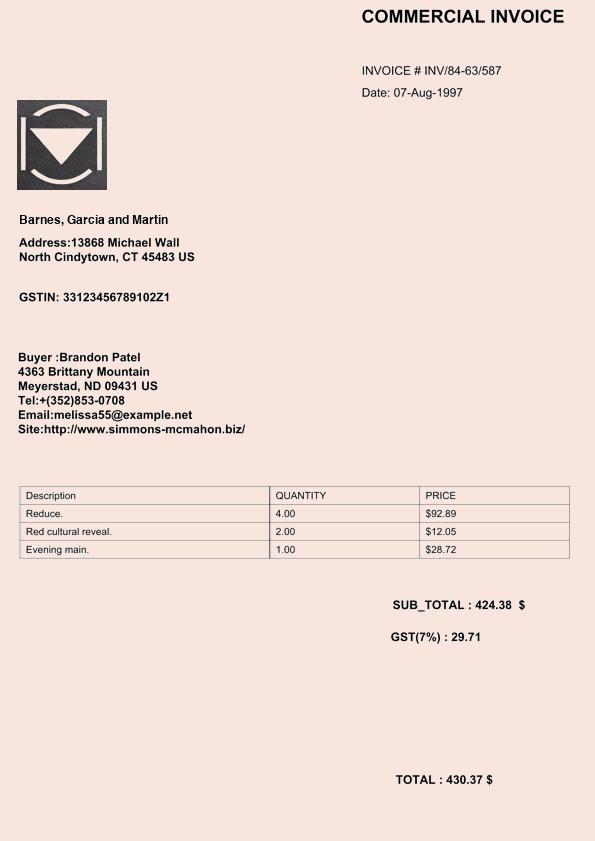 COMMERCIAL INVOICE
INVOICE # INV/84-63/587
Date: 07-Aug-1997
Barnes, Garcia and Martin
Address:13868 Michael Wall
North Cindytown, CT 45483 US
GSTIN: 33123456789102Z1
Buyer :Brandon Patel
4363 Brittany Mountain
Meyerstad, ND 09431 US
Tel:+(352)853-0708
Email:melissa55@example.net
Site:http://www.simmons-mcmahon.biz/
Description QUANTITY PRICE
Reduce. 4.00 $92.89
Red cultural reveal. 2.00 $12.05
Evening main. 1.00 $28.72
SUB_TOTAL : 424.38 $
GST(7%) : 29.71
TOTAL : 430.37 $